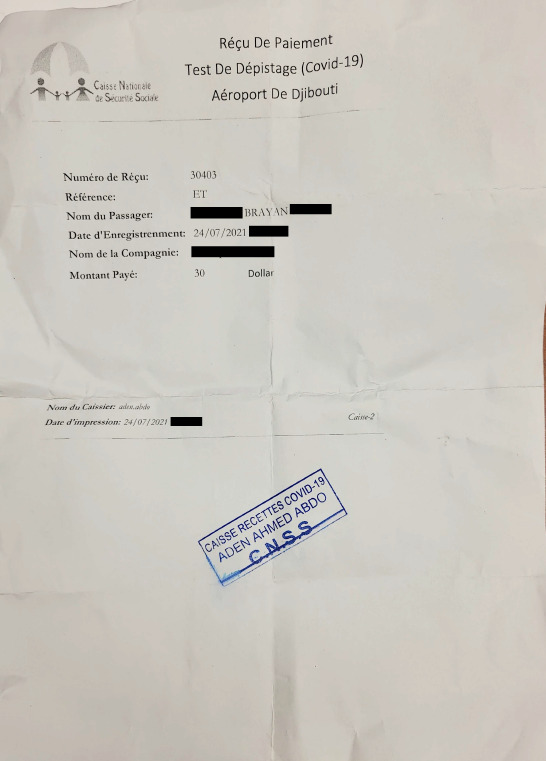 Caisse Nationale
de Sécurité Sociale
Réçu De Paiement
Test De Dépistage (Covid-19)
Aéroport De Djibouti
Numéro de Réçu: 30403
Référence: ET
Nom du Passager: BRAYAN
Date d'Enregistrenment: 24/07/2021
Nom de la Compagnie:
Montant Payé: 30 Dollar
Nom du Caissier: aden.abdo
Date d'impression: 24/07/2021
Caisse-2
CAISSE RECETTES COVID-19
ADEN AHMED ABDO
C.N.S.S